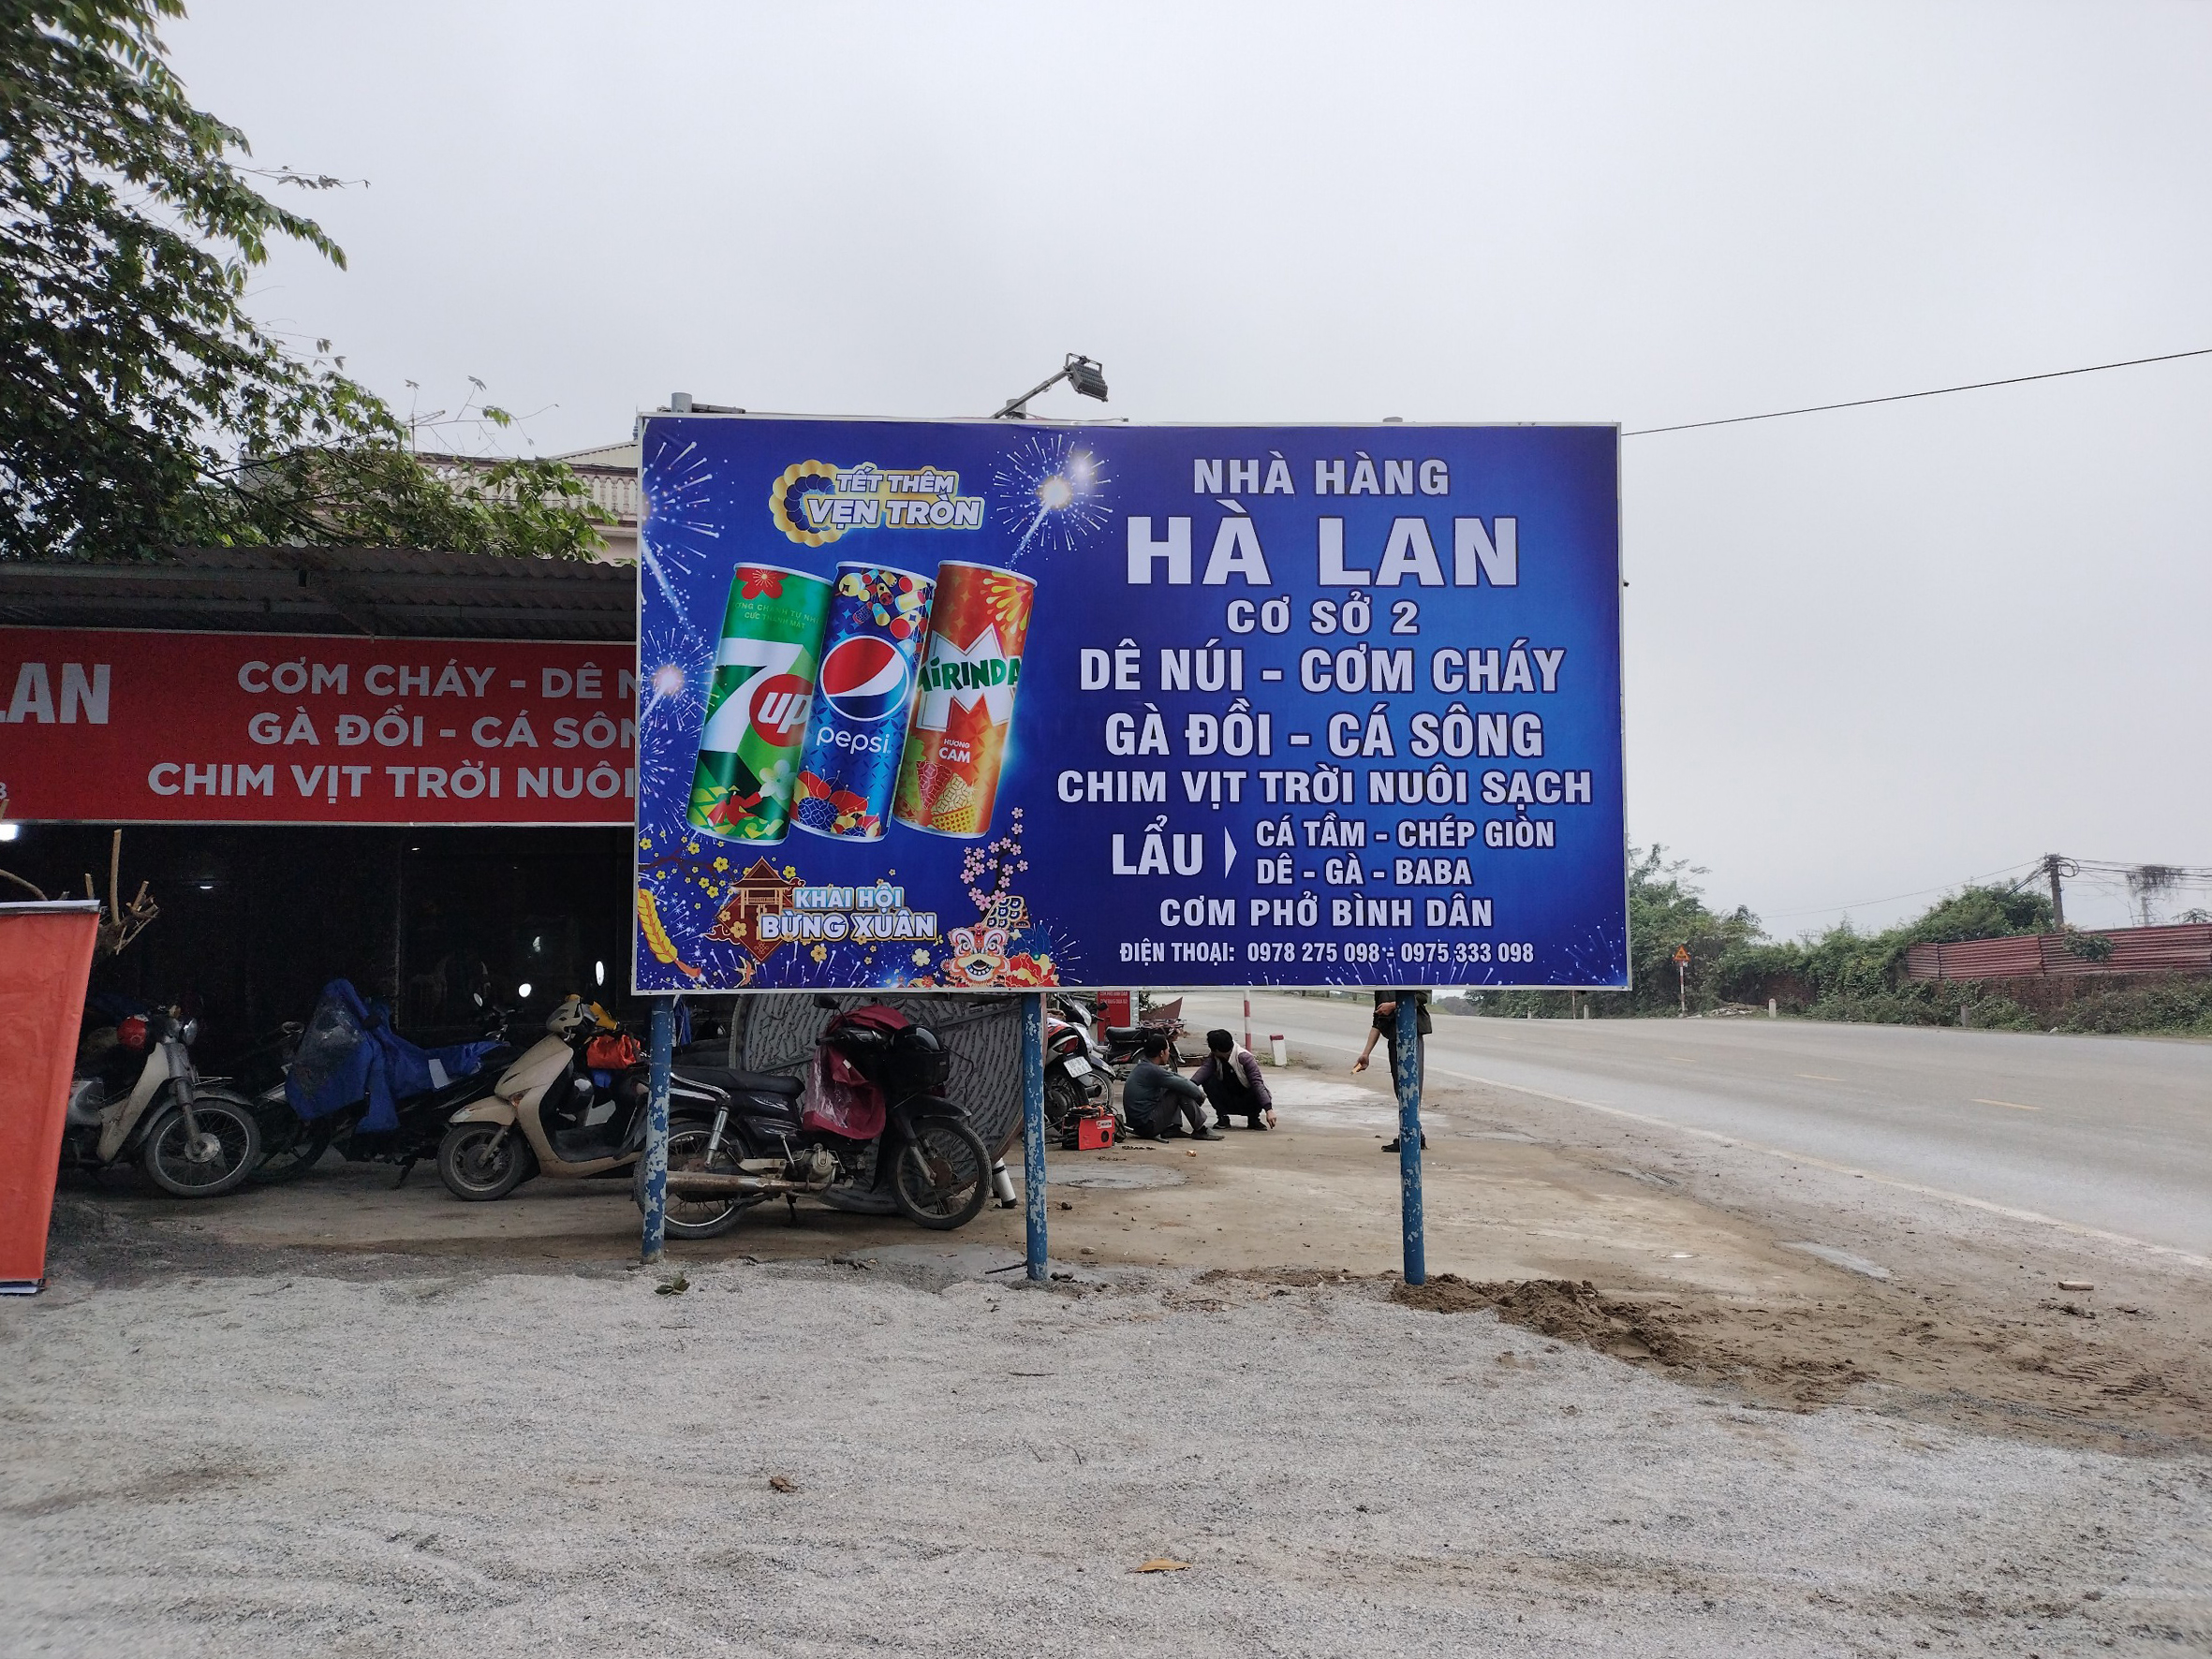 TẾT THÊM
VẸN TRÒN
7
up
pepsi
MIRINDA
HƯƠNG
CAM
KHAI HỘI
BỪNG XUÂN
NHÀ HÀNG
HÀ LAN
CƠ SỞ 2
DÊ NÚI - CƠM CHÁY
GÀ ĐỒI - CÁ SÔNG
CHIM VỊT TRỜI NUÔI SẠCH
LẨU
CÁ TẦM - CHÉP GIÒN
DÊ - GÀ - BABA
CƠM PHỞ BÌNH DÂN
ĐIỆN THOẠI: 0978 275 098 - 0975 333 098
LAN
CƠM CHÁY - DÊ N
GÀ ĐỒI - CÁ SÔN
CHIM VỊT TRỜI NUÔI